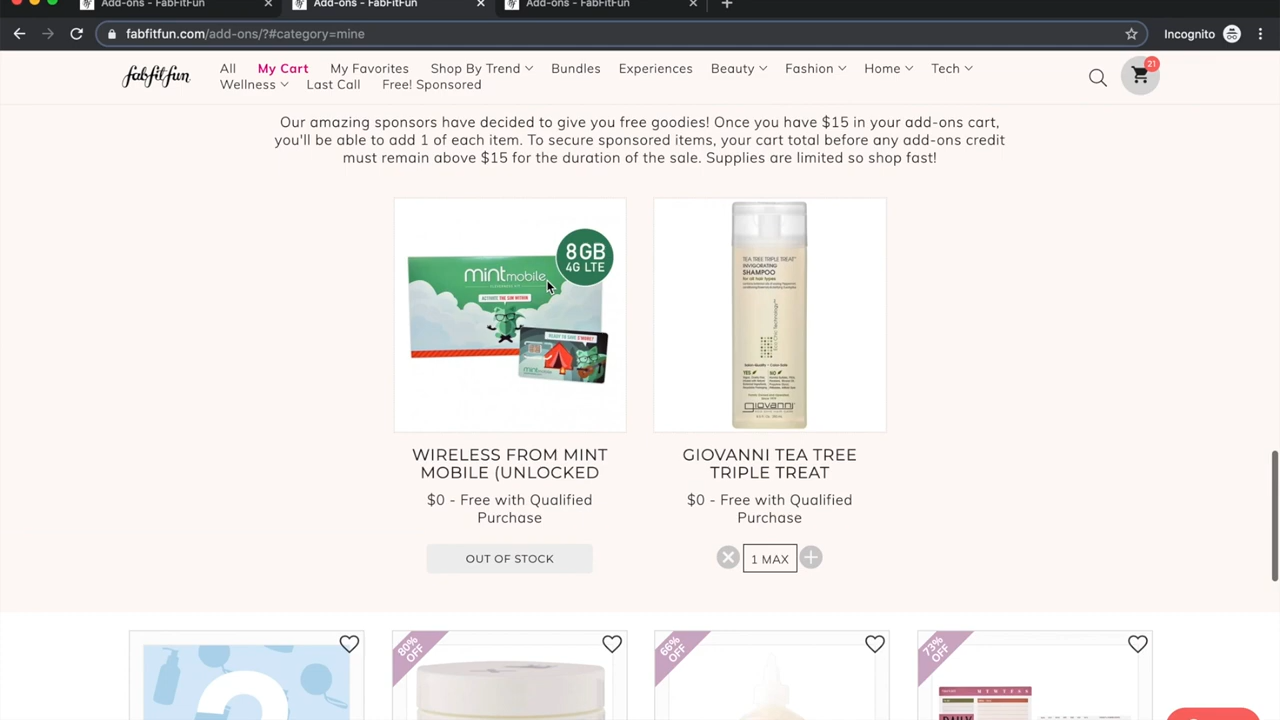 Add-ons - FabFitFun
Add-ons - FabFitFun
Add-ons - FabFitFun
fabfitfun.com/add-ons/?#category=mine
Incognito
fabfitfun
All My Cart My Favorites Shop By Trend Bundles Experiences Beauty Fashion Home Tech
Wellness Last Call Free! Sponsored
21
Our amazing sponsors have decided to give you free goodies! Once you have $15 in your add-ons cart,
you'll be able to add 1 of each item. To secure sponsored items, your cart total before any add-ons credit
must remain above $15 for the duration of the sale. Supplies are limited so shop fast!
8GB
4G LTE
mintmobile
TEA TREE TRIPLE TREAT
INVIGORATING
SHAMPOO
for all hair types
giovanni
WIRELESS FROM MINT
MOBILE (UNLOCKED
$0 - Free with Qualified
Purchase
OUT OF STOCK
GIOVANNI TEA TREE
TRIPLE TREAT
$0 - Free with Qualified
Purchase
1 MAX
?
80%
OFF
66%
OFF
73%
OFF
DAILY